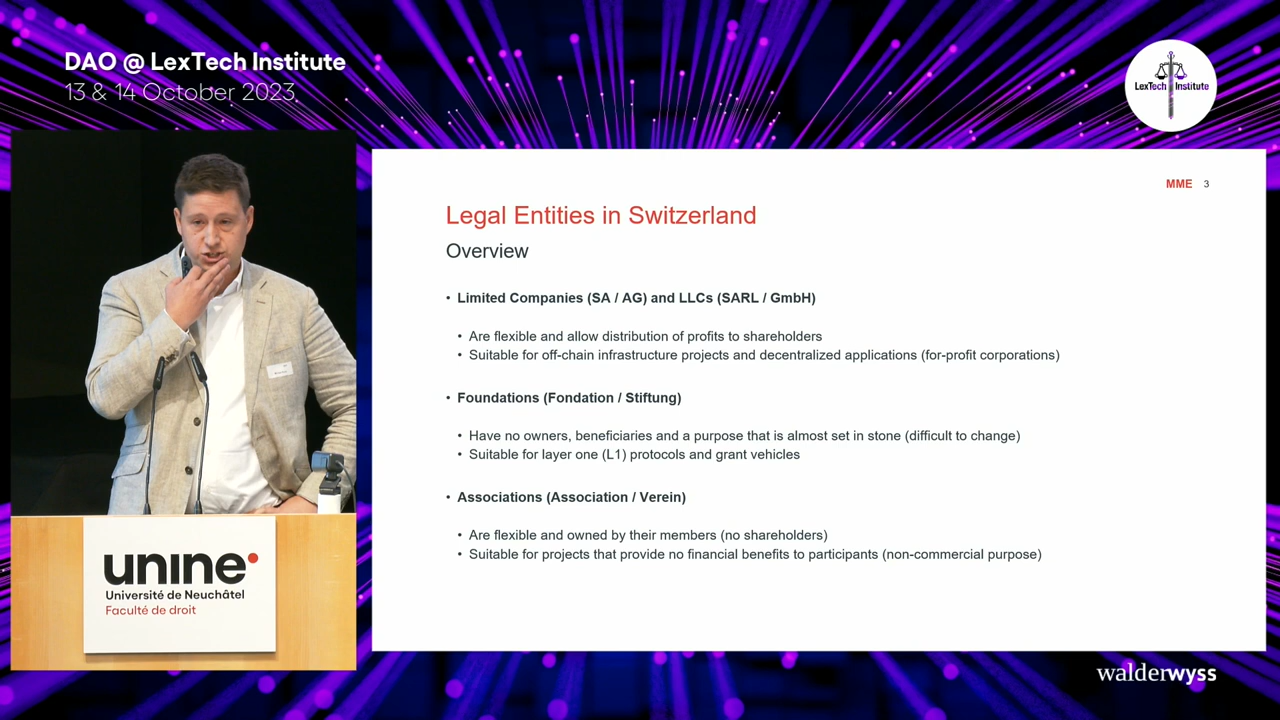 DAO @ LexTech Institute
13 & 14 October 2023
LexTech Institute
MME 3
Legal Entities in Switzerland
Overview
• Limited Companies (SA / AG) and LLCs (SARL / GmbH)
• Are flexible and allow distribution of profits to shareholders
• Suitable for off-chain infrastructure projects and decentralized applications (for-profit corporations)
• Foundations (Fondation / Stiftung)
• Have no owners, beneficiaries and a purpose that is almost set in stone (difficult to change)
• Suitable for layer one (L1) protocols and grant vehicles
• Associations (Association / Verein)
• Are flexible and owned by their members (no shareholders)
• Suitable for projects that provide no financial benefits to participants (non-commercial purpose)
unine
Université de Neuchâtel
Faculté de droit
walderwyss